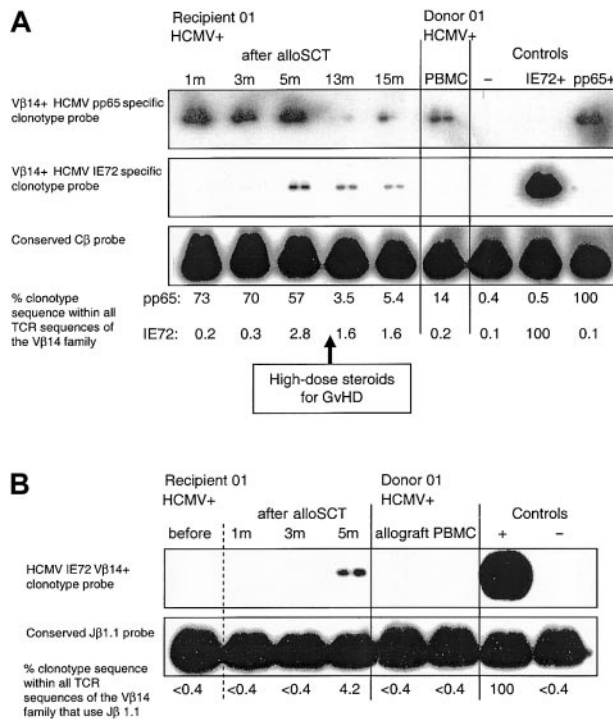 A
Recipient 01
HCMV+
Donor 01
HCMV+
Controls
after alloSCT
1m 3m 5m 13m 15m PBMC – IE72+ pp65+
Vβ14+ HCMV pp65 specific
clonotype probe
Vβ14+ HCMV IE72 specific
clonotype probe
Conserved Cβ probe
% clonotype
sequence within all
TCR sequences of
the Vβ14 family
pp65: 73 70 57 3.5 5.4 14 0.4 0.5 100
IE72: 0.2 0.3 2.8 1.6 1.6 0.2 0.1 100 0.1
High-dose steroids
for GvHD
B
Recipient 01
HCMV+
Donor 01
HCMV+
Controls
after alloSCT
before 1m 3m 5m allograft PBMC + –
HCMV IE72 Vβ14+
clonotype probe
Conserved Jβ1.1 probe
% clonotype sequence
within all TCR
sequences of the Vβ14
family that use Jβ 1.1
<0.4 <0.4 <0.4 4.2 <0.4 <0.4 100 <0.4